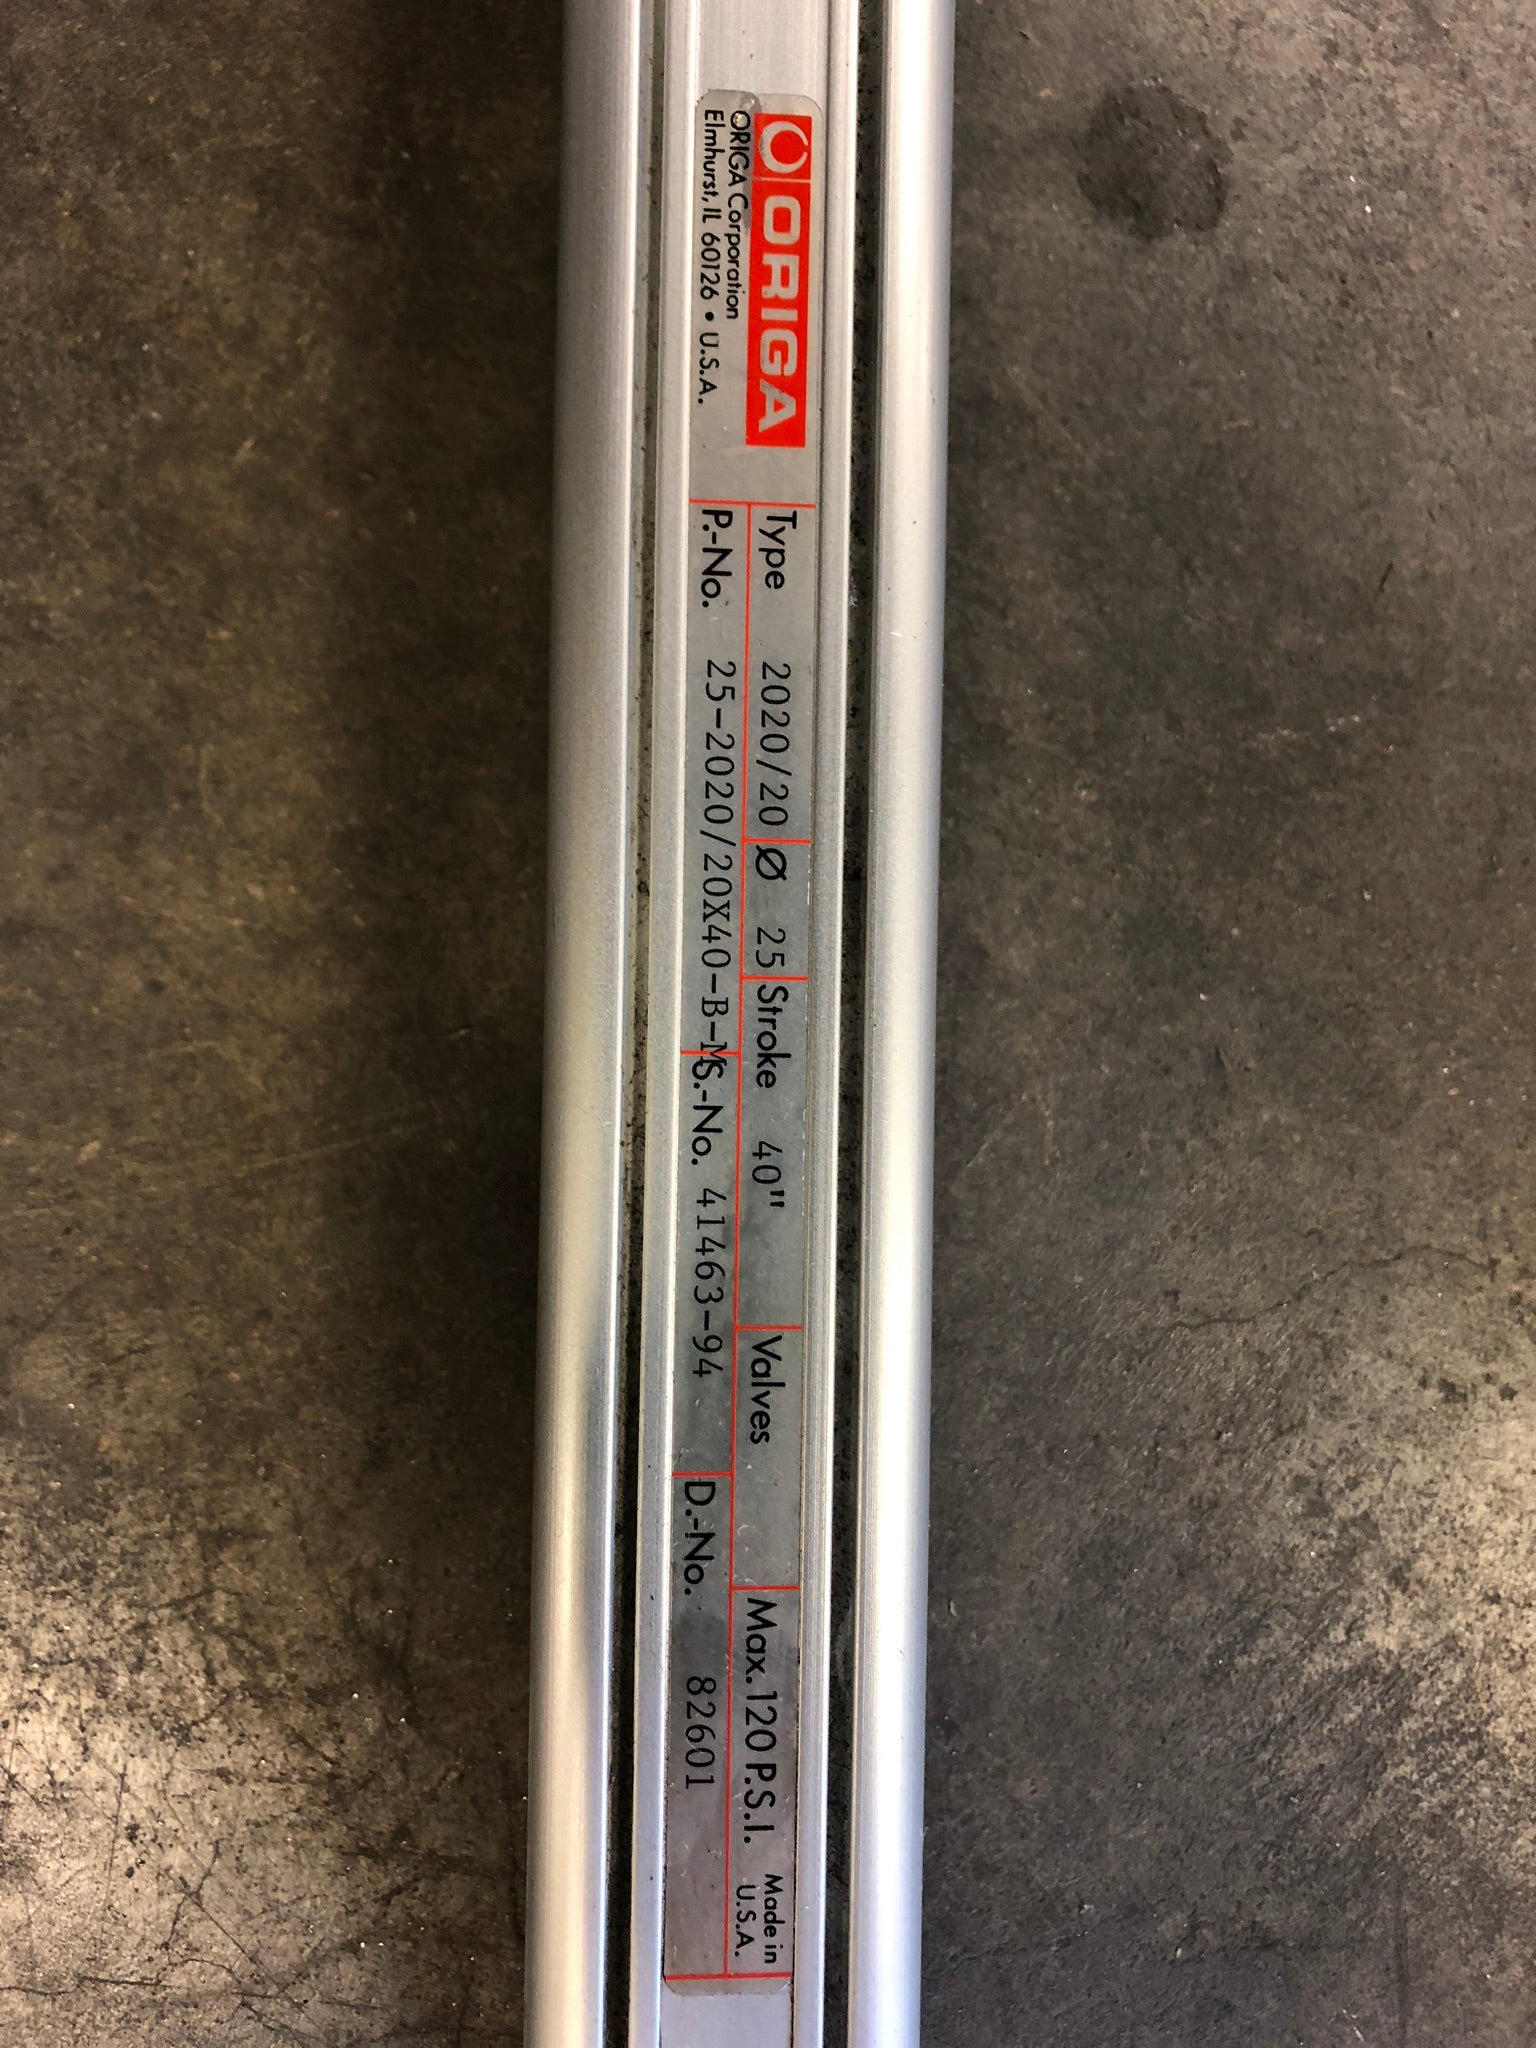 ORIGA
ORIGA Corporation
Elmhurst, IL 60126 • U.S.A.
Type 2020/20 Ø 25 Stroke 40" Valves Max. 120 P.S.I. Made in U.S.A.
P.-No. 25-2020/20X40-B-M S.-No. 41463-94 D.-No. 82601